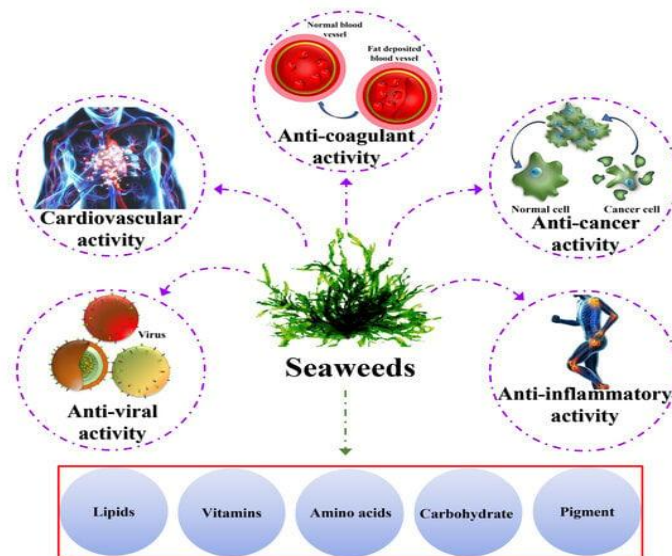 Normal blood
vessel
Fat deposited
blood vessel
Anti-coagulant
activity
Cardiovascular
activity
Normal cell
Cancer cell
Anti-cancer
activity
Virus
Anti-viral
activity
Seaweeds
Anti-inflammatory
activity
Lipids
Vitamins
Amino acids
Carbohydrate
Pigment